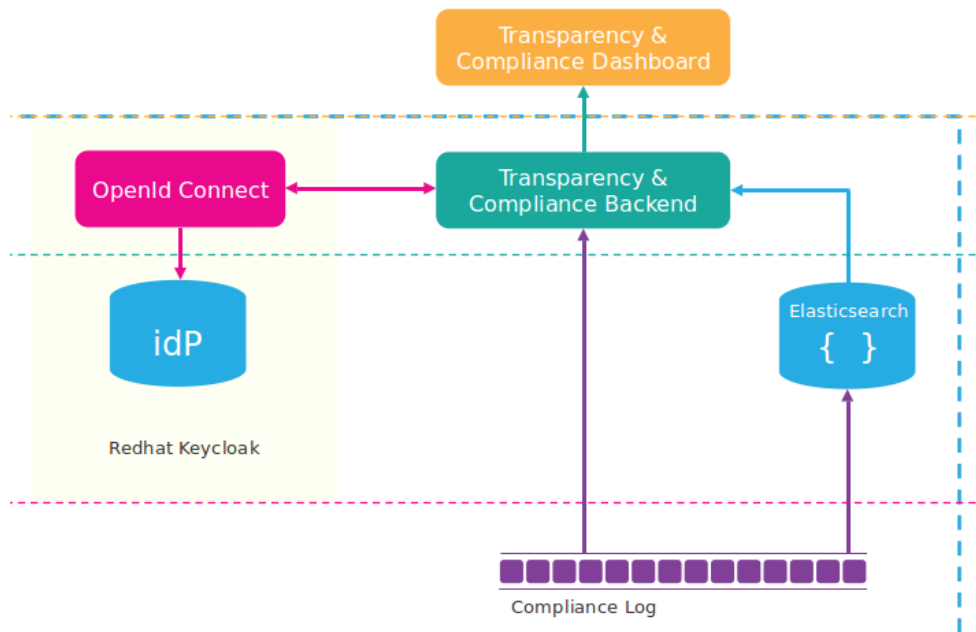 Transparency &
Compliance Dashboard
OpenId Connect
Transparency &
Compliance Backend
Elasticsearch
{ }
idP
Redhat Keycloak
Compliance Log